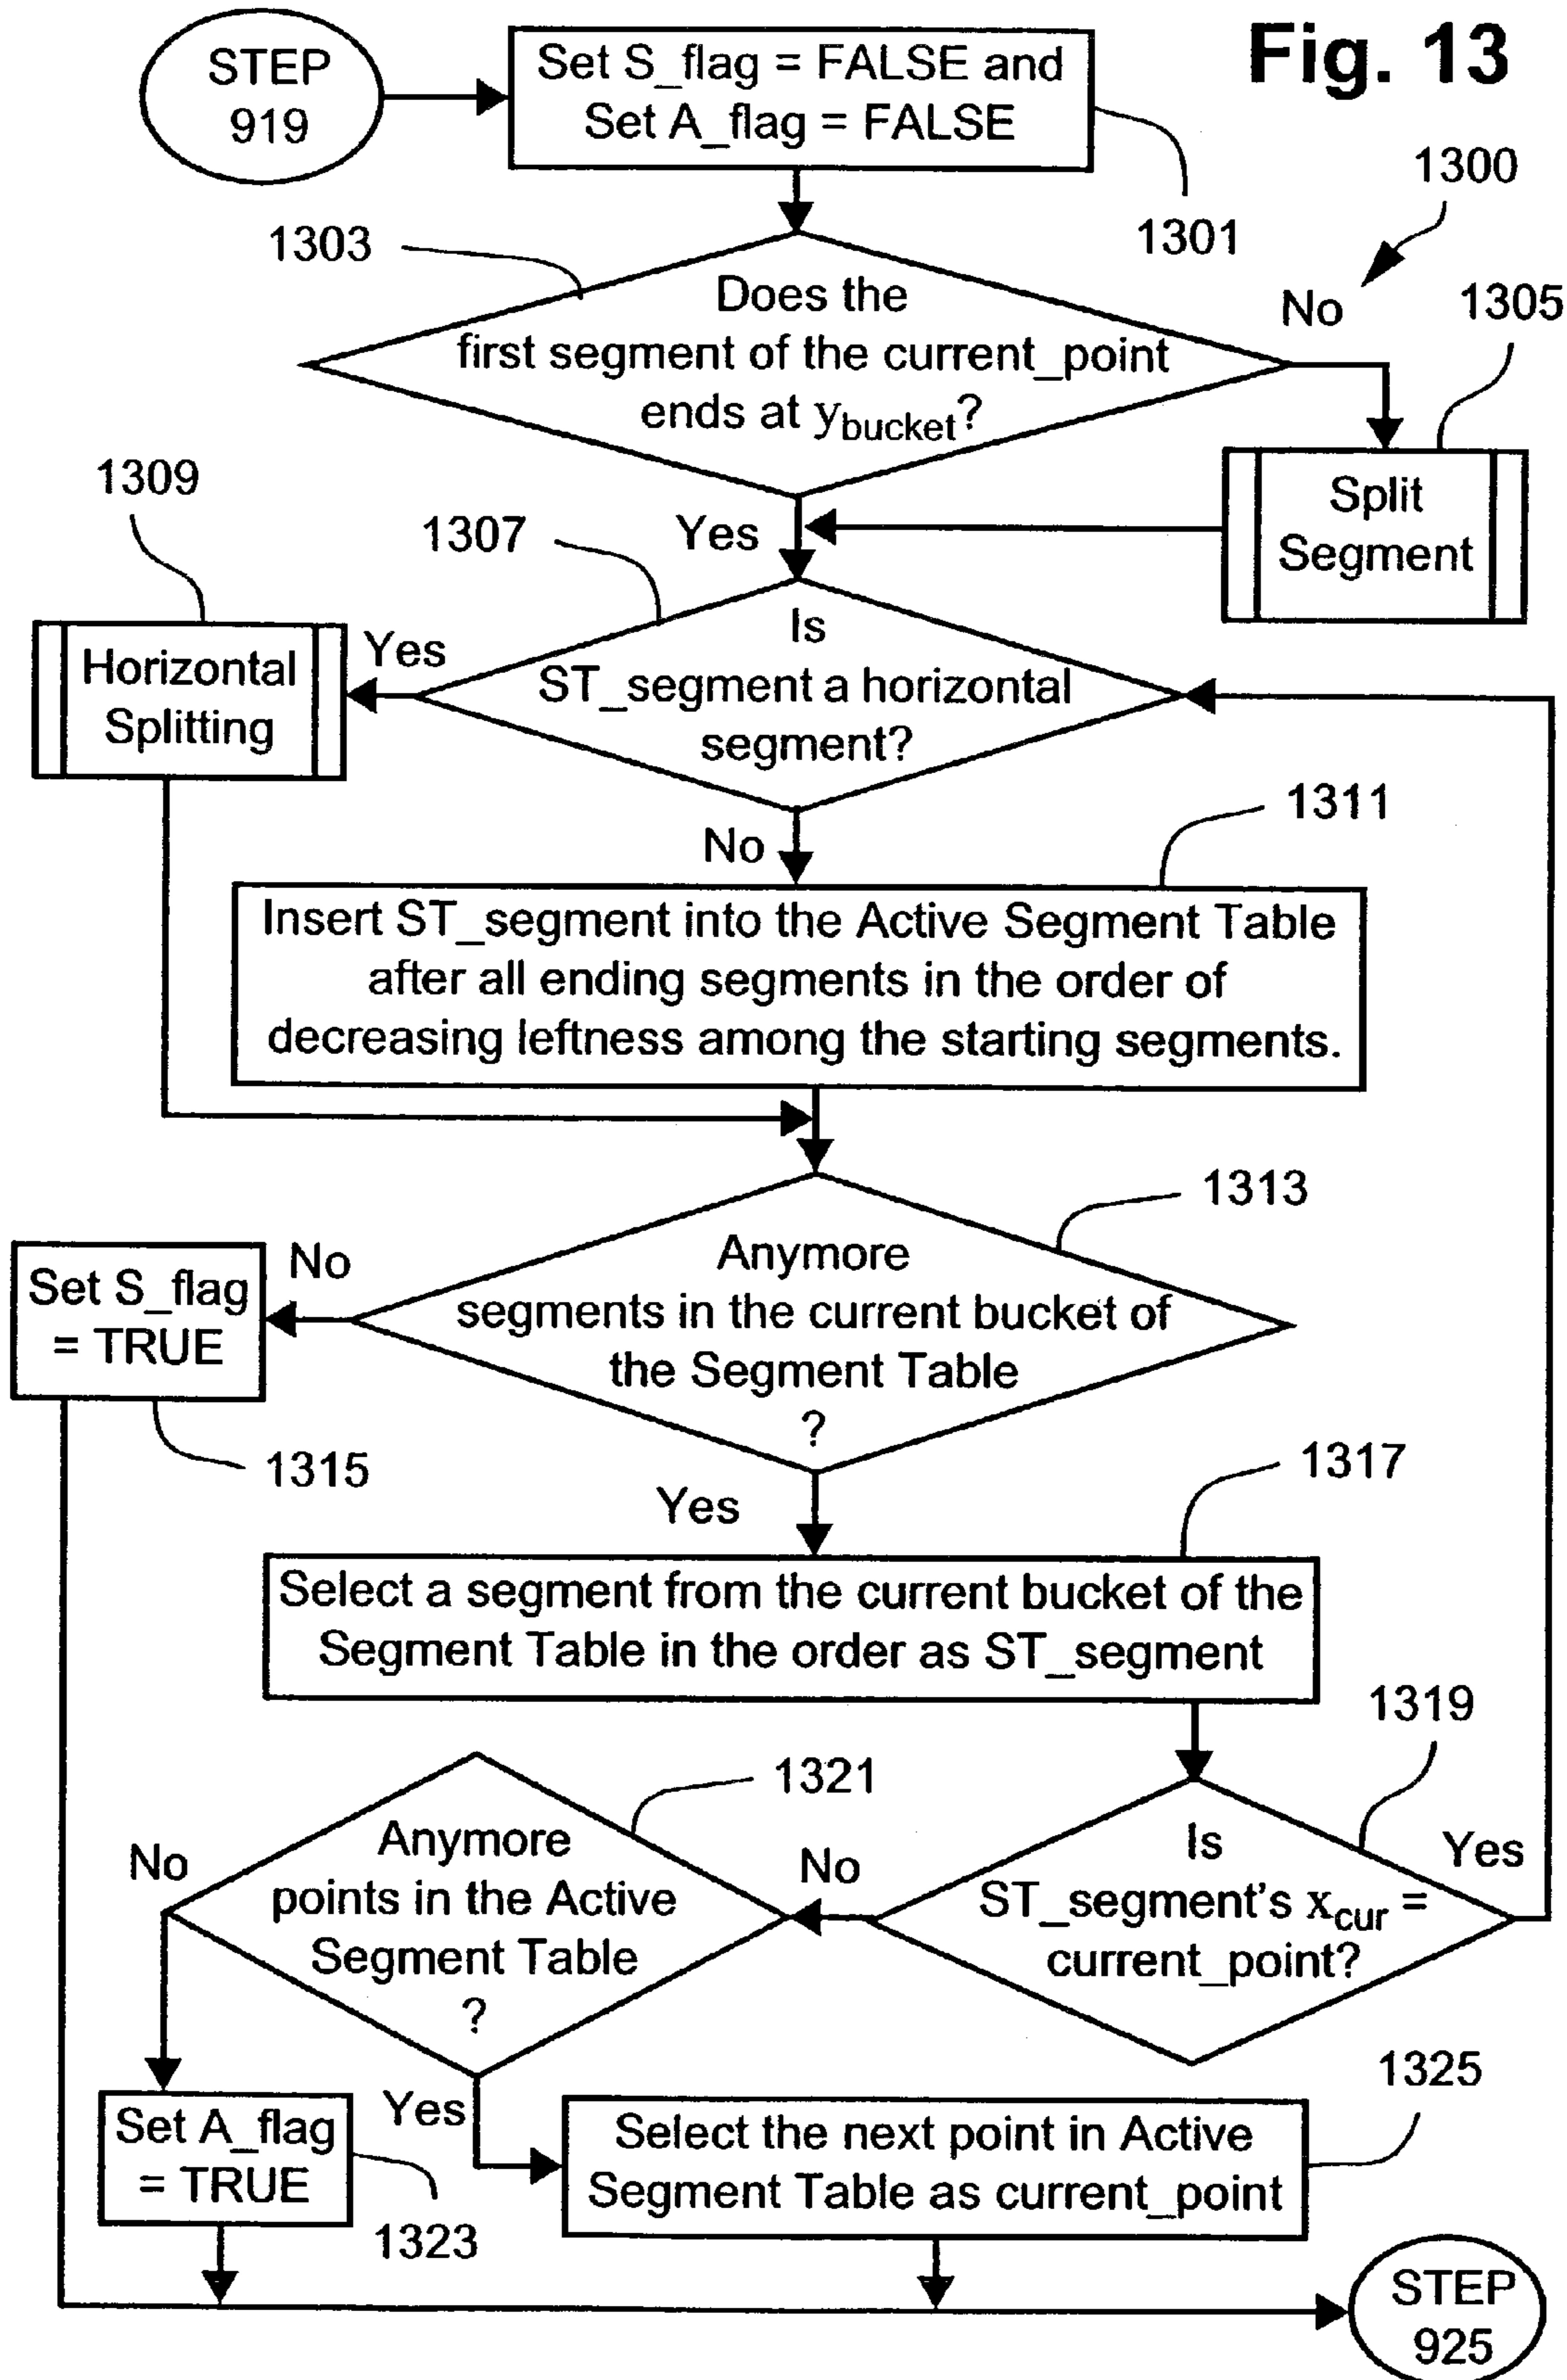 Fig. 13
STEP
919
Set S_flag = FALSE and
Set A_flag = FALSE
1300
1301
1303
Does the
first segment of the current_point
ends at ybucket?
No
1305
Split
Segment
Yes
1309
1307
Horizontal
Splitting
Yes
Is
ST_segment a horizontal
segment?
No
1311
Insert ST_segment into the Active Segment Table
after all ending segments in the order of
decreasing leftness among the starting segments.
1313
Anymore
segments in the current bucket of
the Segment Table
?
No
Set S_flag
= TRUE
1315
Yes
1317
Select a segment from the current bucket of the
Segment Table in the order as ST_segment
1319
Is
ST_segment's xcur =
current_point?
Yes
No
1321
Anymore
points in the Active
Segment Table
?
No
Set A_flag
= TRUE
1323
Yes
1325
Select the next point in Active
Segment Table as current_point
STEP
925